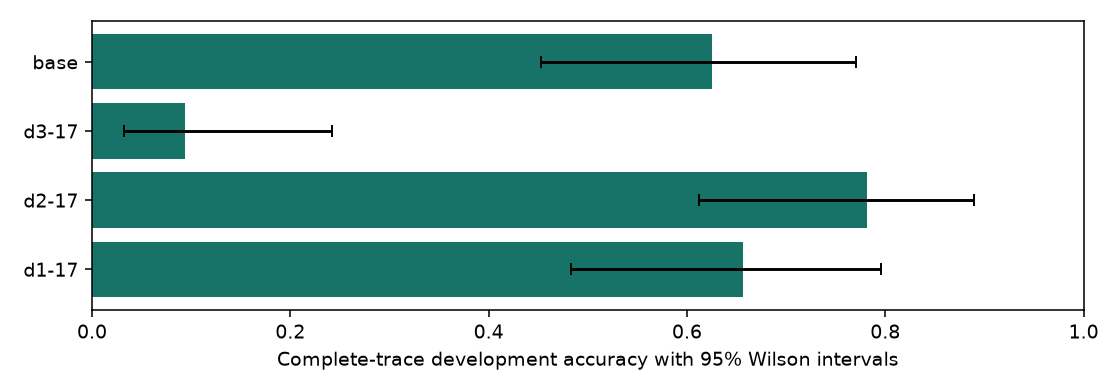 base
d3-17
d2-17
d1-17
0.0 0.2 0.4 0.6 0.8 1.0
Complete-trace development accuracy with 95% Wilson intervals